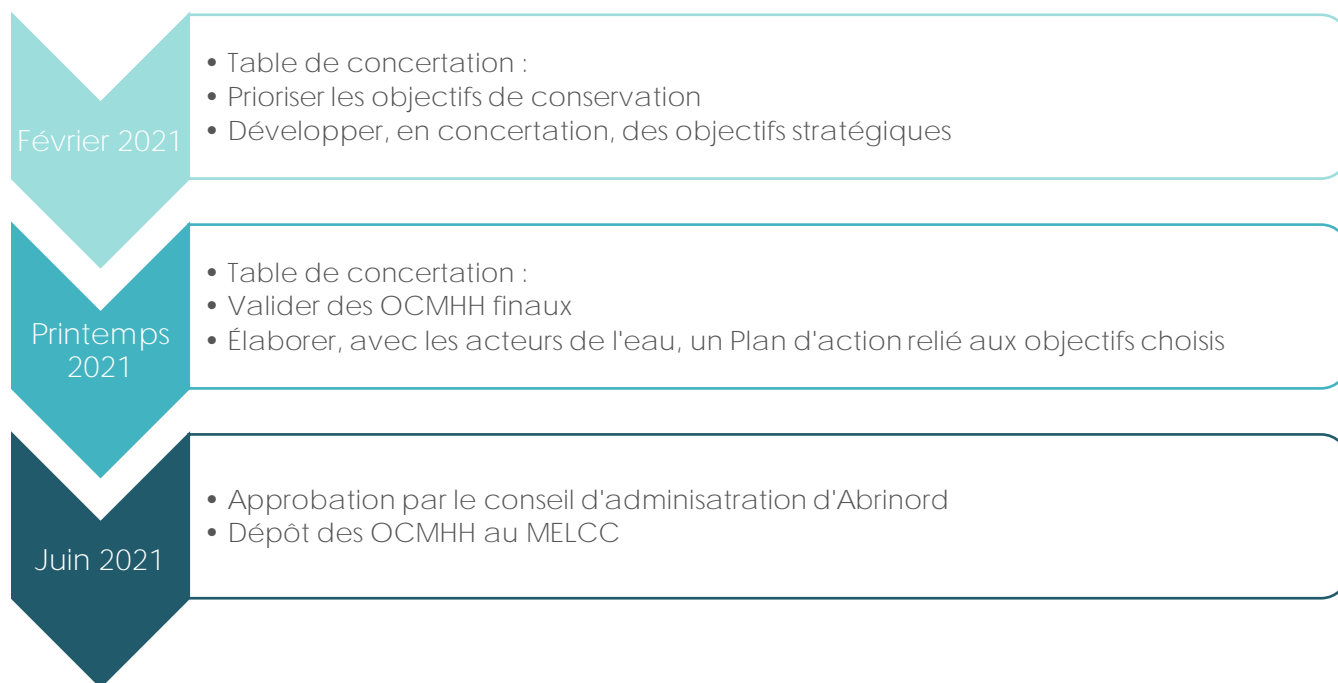 Février 2021
• Table de concertation :
• Prioriser les objectifs de conservation
• Développer, en concertation, des objectifs stratégiques
Printemps
2021
• Table de concertation :
• Valider des OCMHH finaux
• Élaborer, avec les acteurs de l'eau, un Plan d'action relié aux objectifs choisis
Juin 2021
• Approbation par le conseil d'adminisatration d'Abrinord
• Dépôt des OCMHH au MELCC